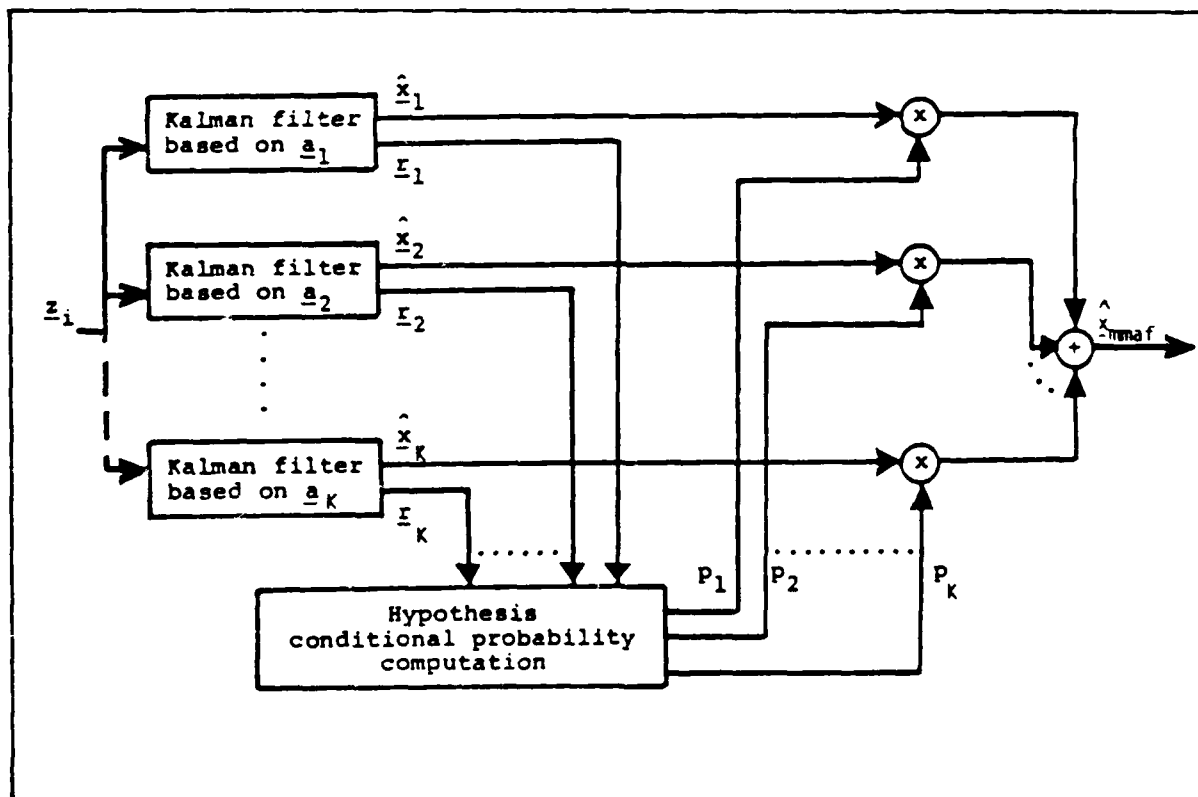 x̂1
Kalman filter
based on a1
r1
x
x̂2
Kalman filter
based on a2
r2
x
zi
x̂mmaf
+
x̂K
Kalman filter
based on aK
rK
x
p1
p2
pK
Hypothesis
conditional probability
computation